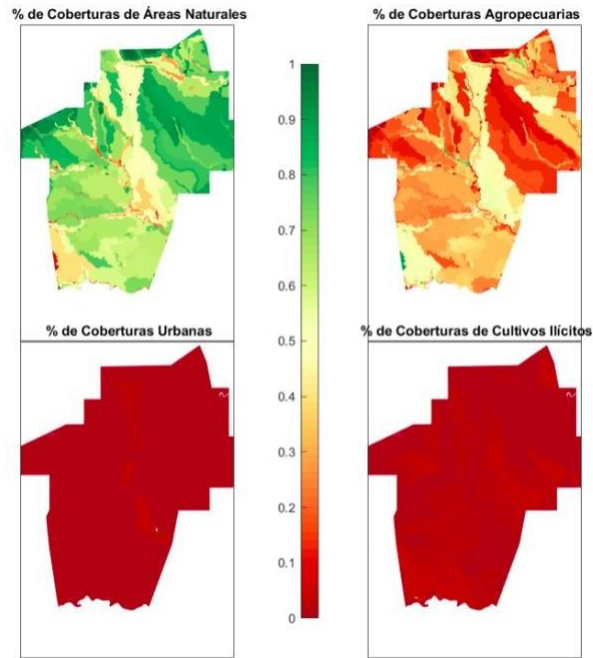 % de Coberturas de Áreas Naturales
% de Coberturas Agropecuarias
1
0.9
0.8
0.7
0.6
0.5
0.4
0.3
0.2
0.1
0
% de Coberturas Urbanas
% de Coberturas de Cultivos Ilícitos